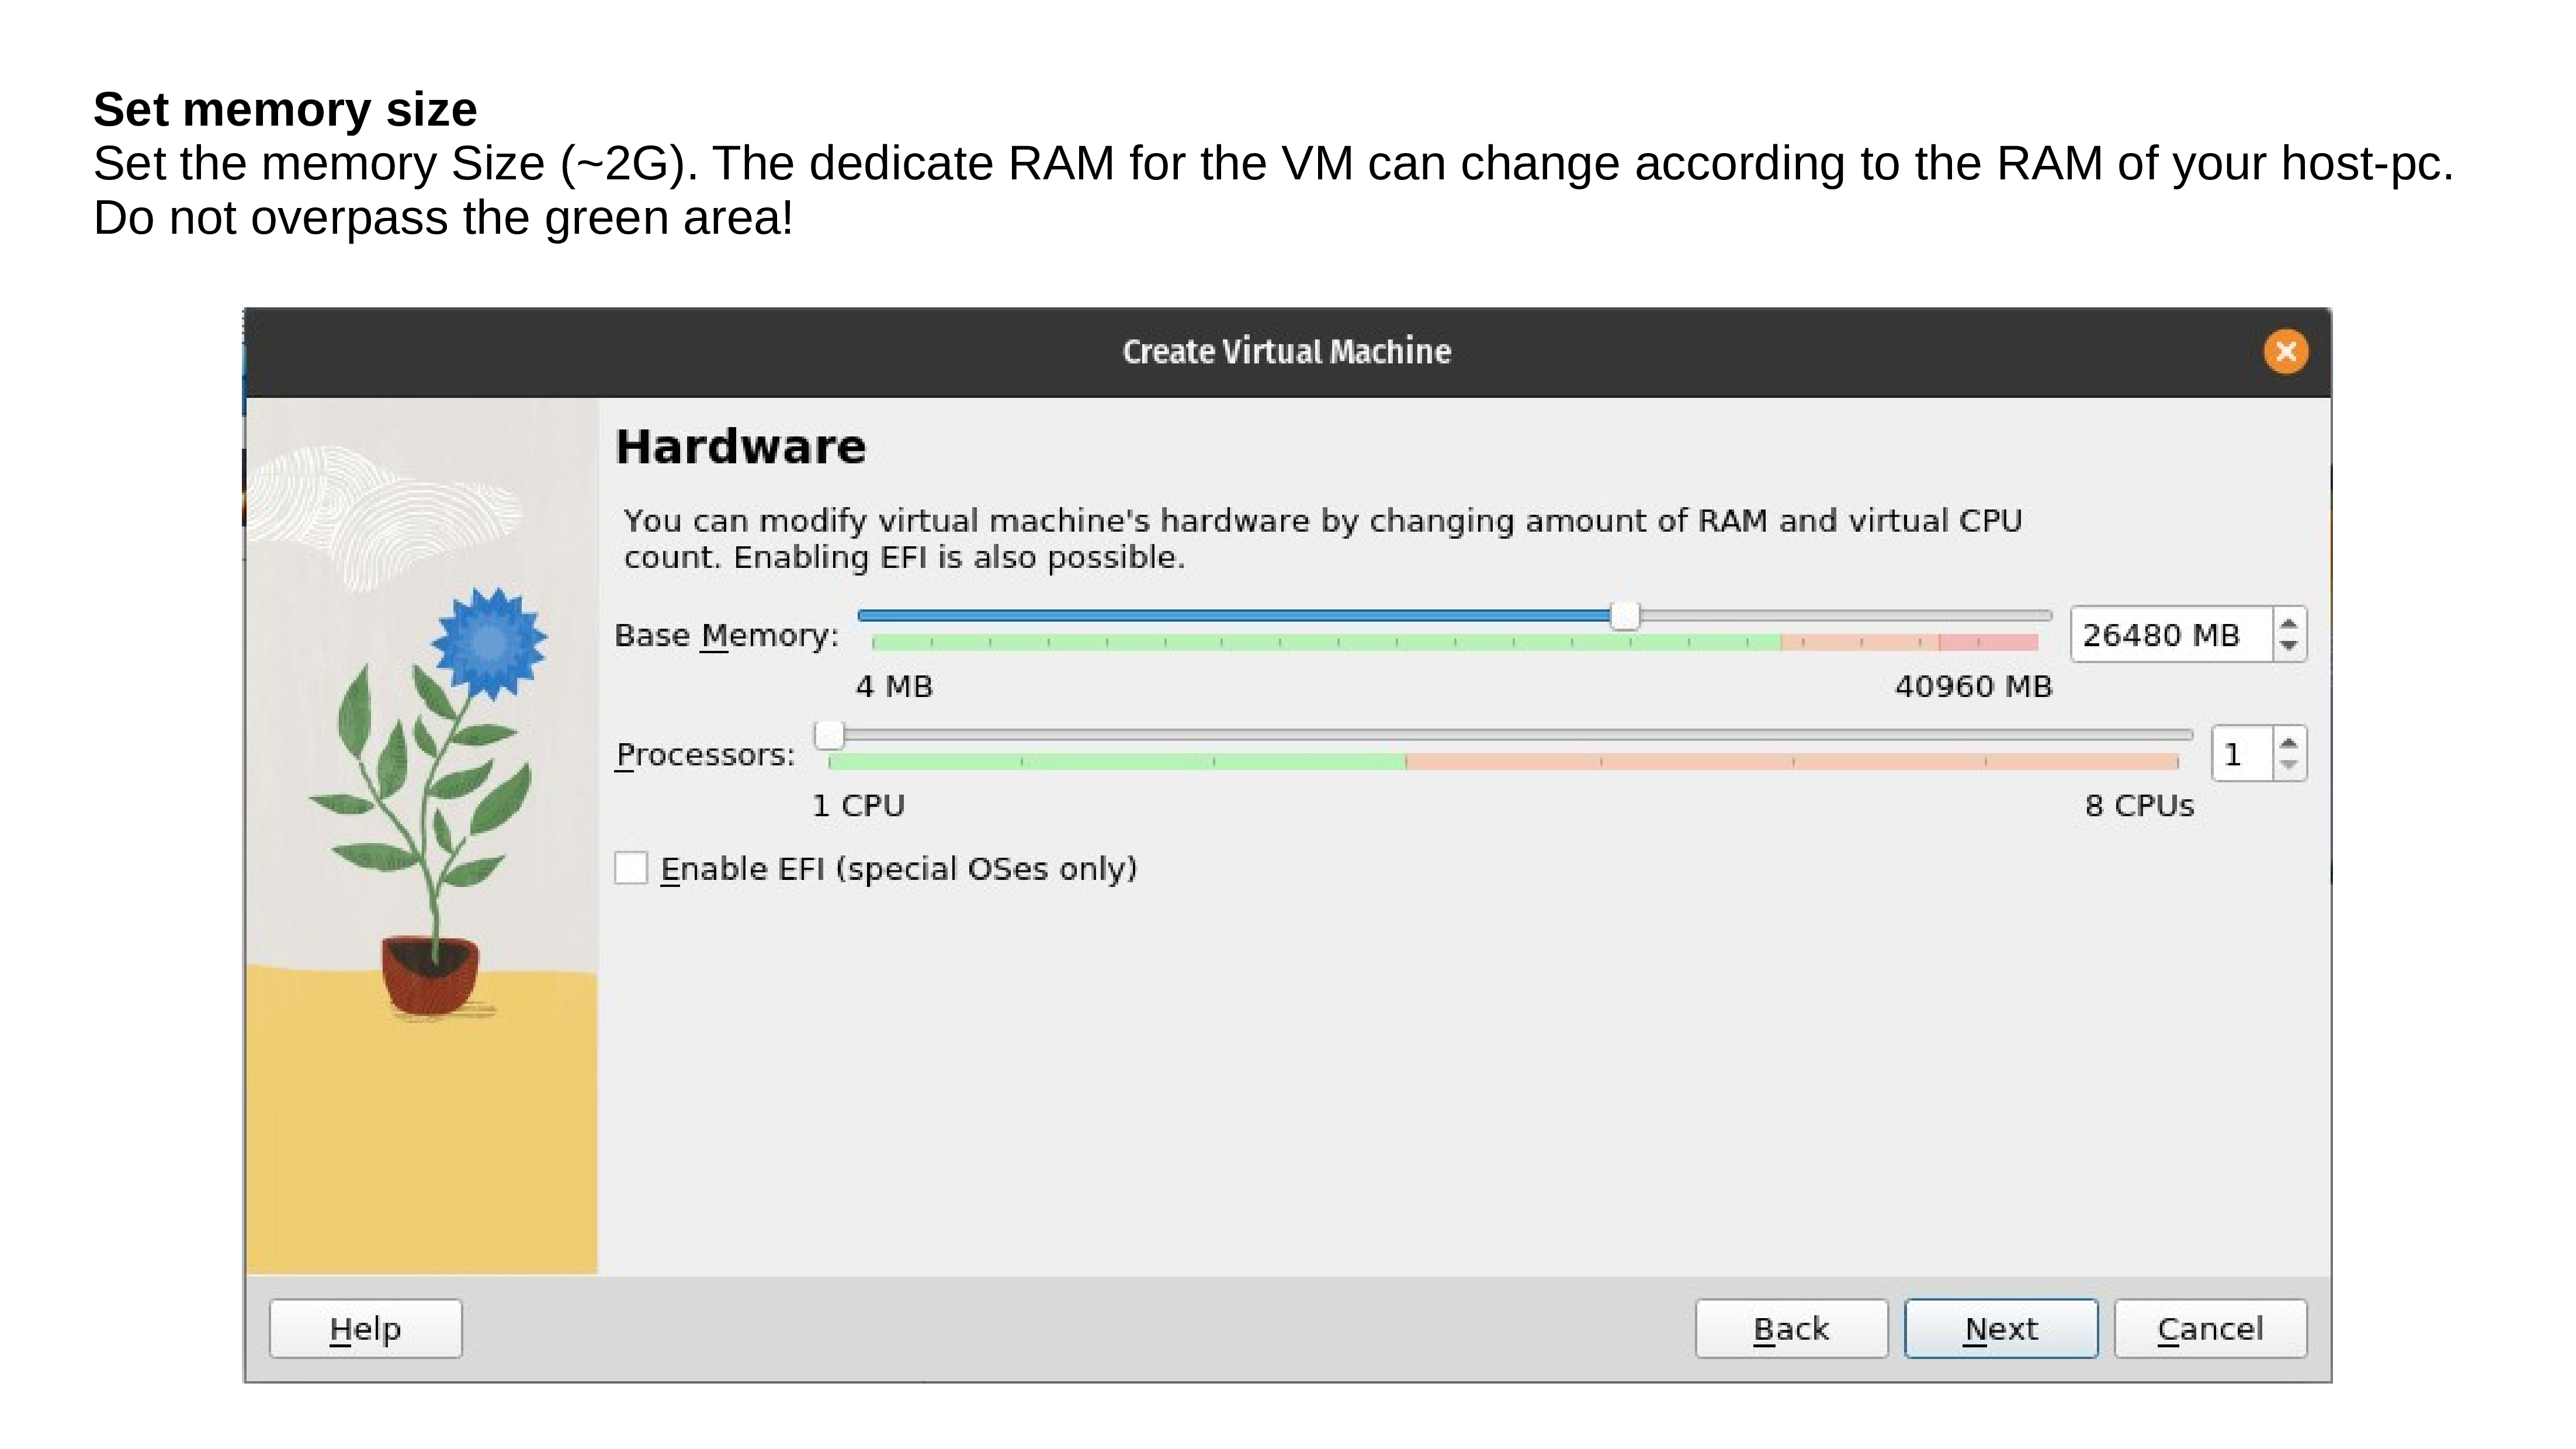 Set memory size
Set the memory Size (~2G). The dedicate RAM for the VM can change according to the RAM of your host-pc.
Do not overpass the green area!
Create Virtual Machine
Hardware
You can modify virtual machine's hardware by changing amount of RAM and virtual CPU
count. Enabling EFI is also possible.
Base Memory: 26480 MB
4 MB 40960 MB
Processors: 1
1 CPU 8 CPUs
Enable EFI (special OSes only)
Help Back Next Cancel